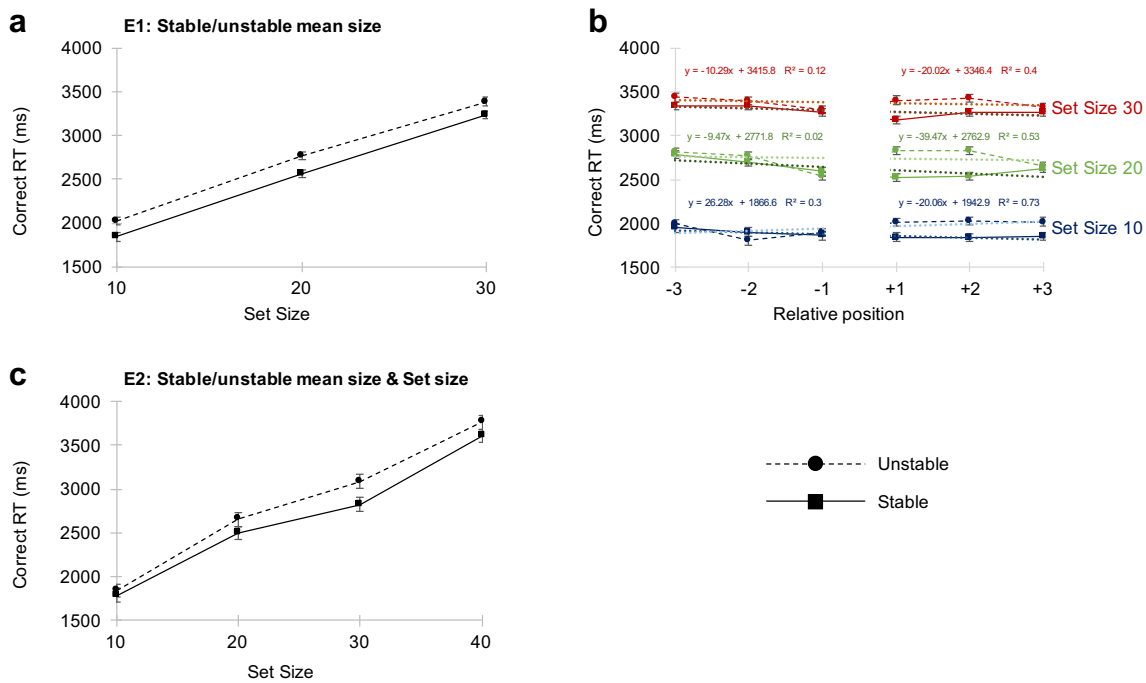 a
E1: Stable/unstable mean size
4000
3500
3000
2500
2000
1500
Correct RT (ms)
10 20 30
Set Size
b
4000
3500
3000
2500
2000
1500
Correct RT (ms)
y = -10.29x + 3415.8 R² = 0.12
y = -20.02x + 3346.4 R² = 0.4
Set Size 30
y = -9.47x + 2771.8 R² = 0.02
y = -39.47x + 2762.9 R² = 0.53
Set Size 20
y = 26.28x + 1866.6 R² = 0.3
y = -20.06x + 1942.9 R² = 0.73
Set Size 10
-3 -2 -1 +1 +2 +3
Relative position
c
E2: Stable/unstable mean size & Set size
4000
3500
3000
2500
2000
1500
Correct RT (ms)
10 20 30 40
Set Size
Unstable
Stable